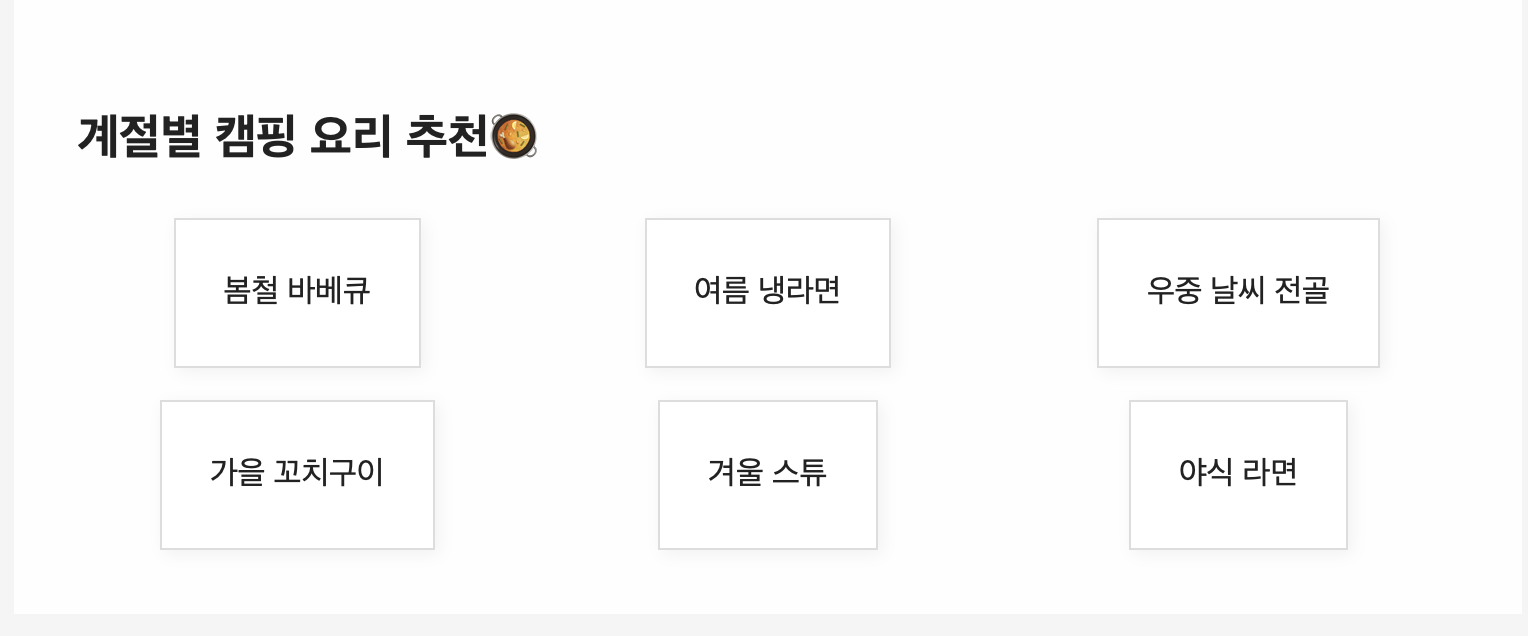 계절별 캠핑 요리 추천🥘
봄철 바베큐
여름 냉라면
우중 날씨 전골
가을 꼬치구이
겨울 스튜
야식 라면